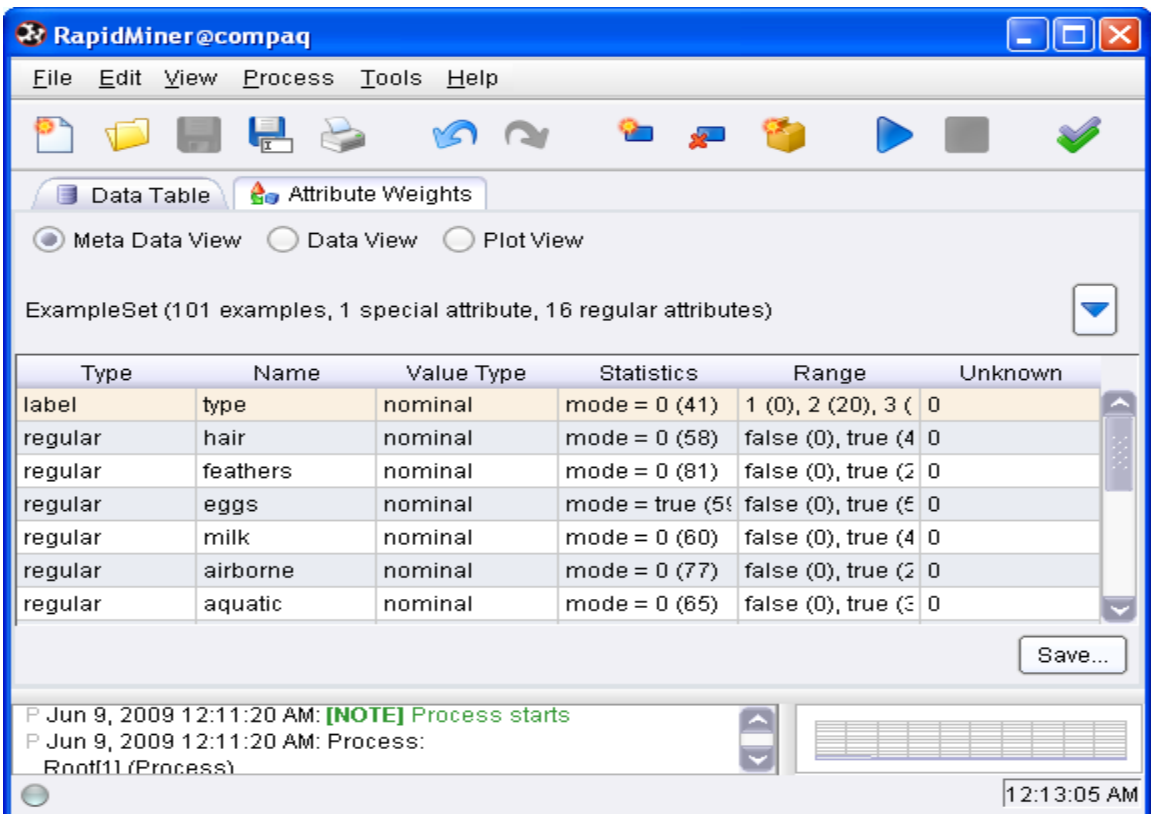 RapidMiner@compaq
File Edit View Process Tools Help
Data Table Attribute Weights
Meta Data View Data View Plot View
ExampleSet (101 examples, 1 special attribute, 16 regular attributes)
Type Name Value Type Statistics Range Unknown
label type nominal mode = 0 (41) 1 (0), 2 (20), 3 ( 0
regular hair nominal mode = 0 (58) false (0), true (4 0
regular feathers nominal mode = 0 (81) false (0), true (2 0
regular eggs nominal mode = true (59 false (0), true (5 0
regular milk nominal mode = 0 (60) false (0), true (4 0
regular airborne nominal mode = 0 (77) false (0), true (2 0
regular aquatic nominal mode = 0 (65) false (0), true (3 0
Save...
P Jun 9, 2009 12:11:20 AM: [NOTE] Process starts
P Jun 9, 2009 12:11:20 AM: Process:
Root[1] (Process)
12:13:05 AM